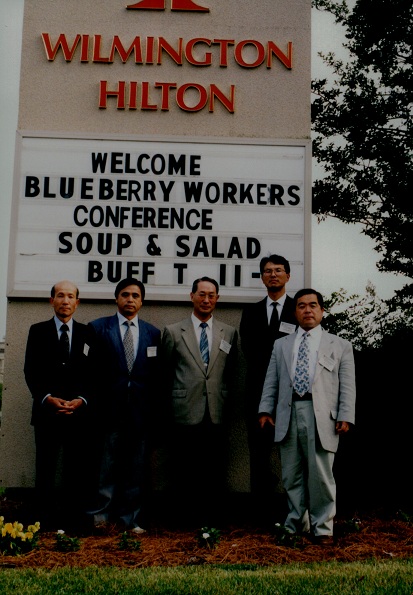 WILMINGTON
HILTON
WELCOME
BLUEBERRY WORKERS
CONFERENCE
SOUP & SALAD
BUFF T 11-